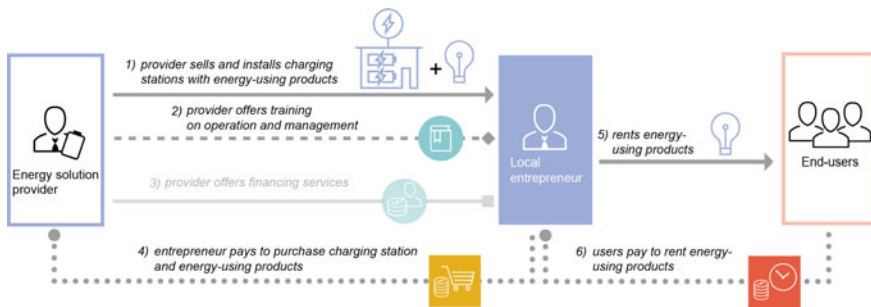 1) provider sells and installs charging
stations with energy-using products
+
2) provider offers training
on operation and management
3) provider offers financing services
Energy solution
provider
Local
entrepreneur
5) rents energy-
using products
End-users
4) entrepreneur pays to purchase charging station
and energy-using products
6) users pay to rent energy-
using products